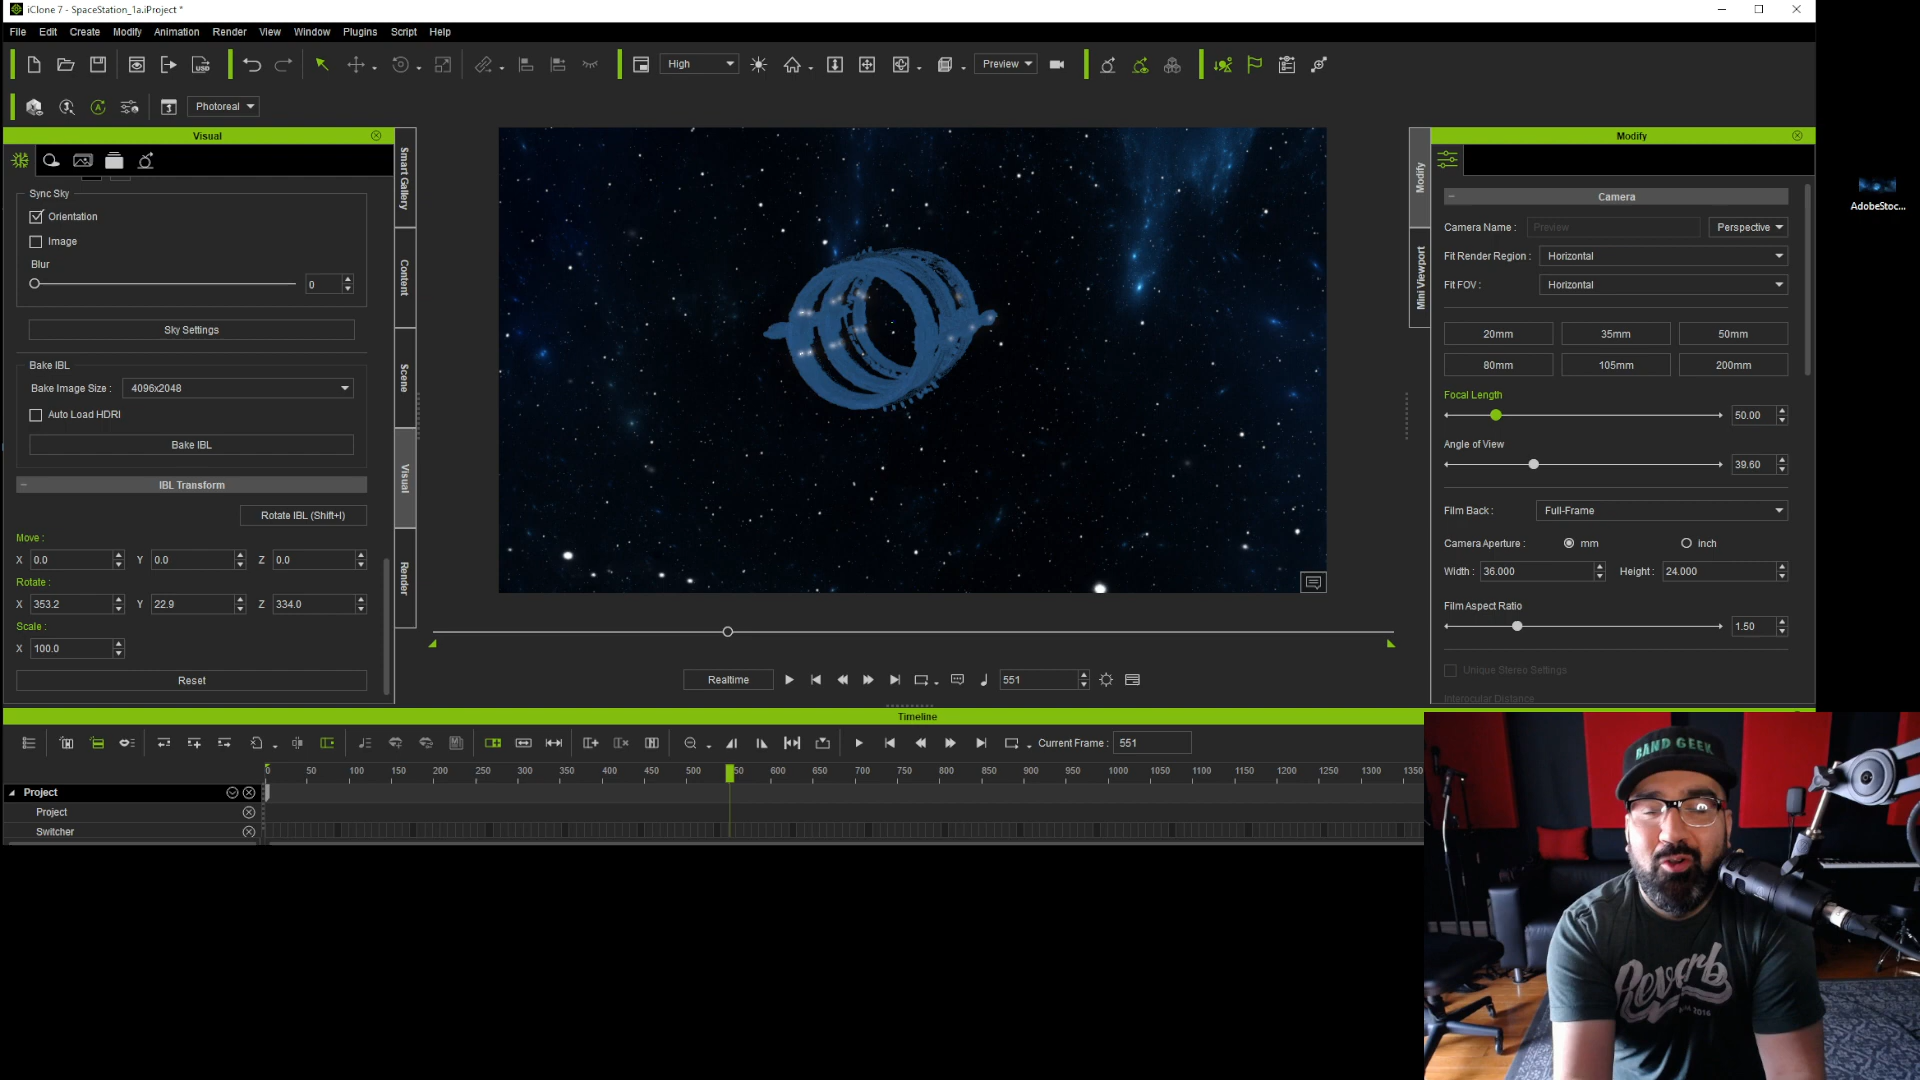 iClone 7 - SpaceStation_1a.iProject *
File Edit Create Modify Animation Render View Window Plugins Script Help
USD High Preview
Photoreal
Visual
Modify
Smart Gallery
Content
Scene
Visual
Render
Modify
Mini Viewport
Sync Sky
Orientation
Image
Blur
0
Sky Settings
Bake IBL
Bake Image Size : 4096x2048
Auto Load HDRI
Bake IBL
IBL Transform
Rotate IBL (Shift+I)
Move :
X 0.0 Y 0.0 Z 0.0
Rotate :
X 353.2 Y 22.9 Z 334.0
Scale :
X 100.0
Reset
Camera
Camera Name : Preview Perspective
Fit Render Region : Horizontal
Fit FOV : Horizontal
20mm 35mm 50mm
80mm 105mm 200mm
Focal Length
50.00
Angle of View
39.60
Film Back : Full-Frame
Camera Aperture : mm inch
Width : 36.000 Height : 24.000
Film Aspect Ratio
1.50
Unique Stereo Settings
Interocular Distance
AdobeStoc...
Realtime 551
Timeline
Current Frame : 551
0 50 100 150 200 250 300 350 400 450 500 50 600 650 700 750 800 850 900 950 1000 1050 1100 1150 1200 1250 1300 1350
Project
Project
Switcher
BAND GEEK
Reverb